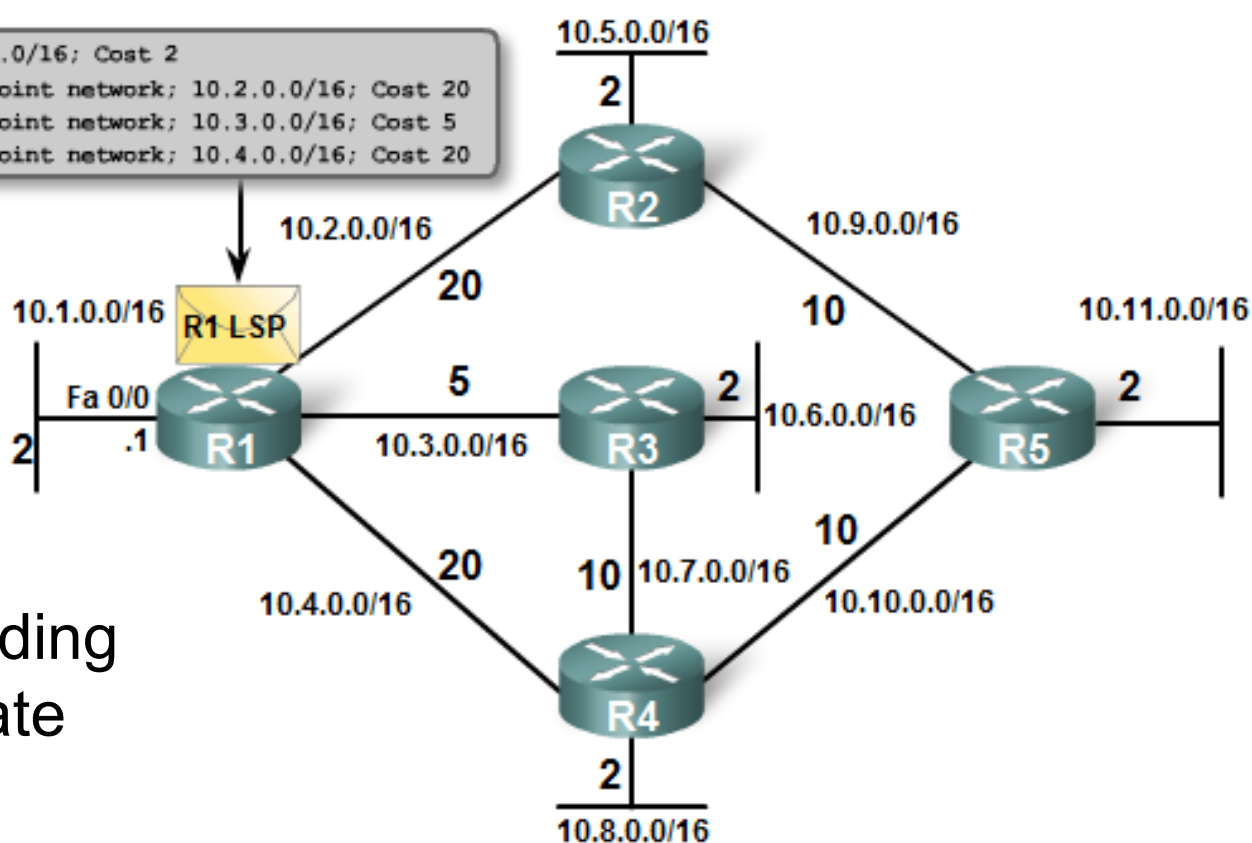 .0/16; Cost 2
oint network; 10.2.0.0/16; Cost 20
oint network; 10.3.0.0/16; Cost 5
oint network; 10.4.0.0/16; Cost 20
10.5.0.0/16
2
R2
10.2.0.0/16
20
10.9.0.0/16
10
10.1.0.0/16
R1 LSP
Fa 0/0
.1
2
R1
5
10.3.0.0/16
R3
2
10.6.0.0/16
10.11.0.0/16
2
R5
20
10.4.0.0/16
10
10.7.0.0/16
10
10.10.0.0/16
R4
2
10.8.0.0/16
ding
ate